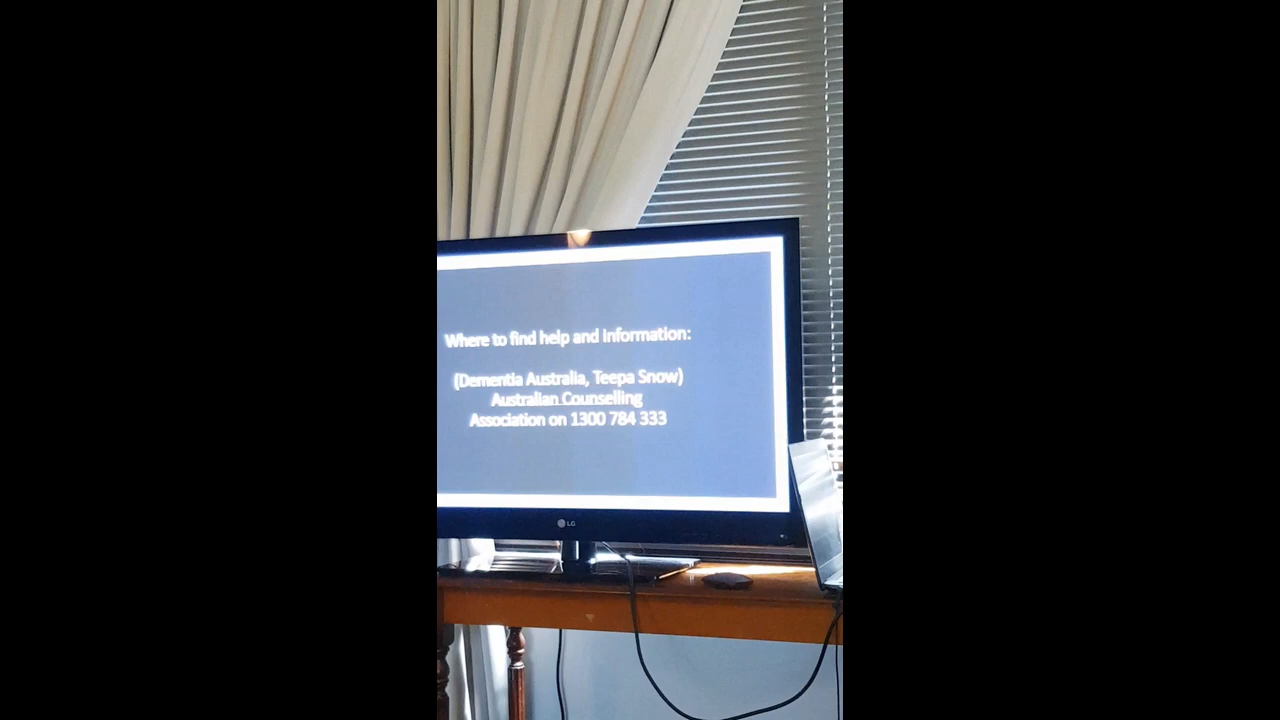 Where to find help and information:
(Dementia Australia, Teepa Snow)
Australian Counselling
Association on 1300 784 333
LG